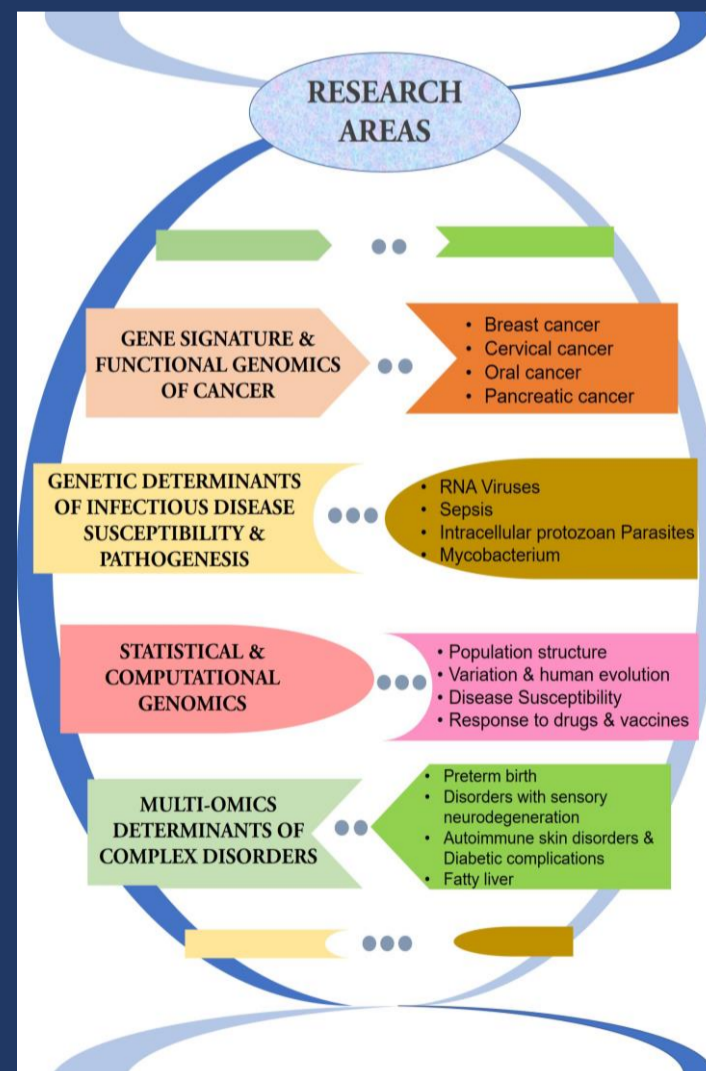 RESEARCH
AREAS
GENE SIGNATURE &
FUNCTIONAL GENOMICS
OF CANCER
• Breast cancer
• Cervical cancer
• Oral cancer
• Pancreatic cancer
GENETIC DETERMINANTS
OF INFECTIOUS DISEASE
SUSCEPTIBILITY &
PATHOGENESIS
• RNA Viruses
• Sepsis
• Intracellular protozoan Parasites
• Mycobacterium
STATISTICAL &
COMPUTATIONAL
GENOMICS
• Population structure
• Variation & human evolution
• Disease Susceptibility
• Response to drugs & vaccines
MULTI-OMICS
DETERMINANTS OF
COMPLEX DISORDERS
• Preterm birth
• Disorders with sensory
neurodegeneration
• Autoimmune skin disorders &
Diabetic complications
• Fatty liver